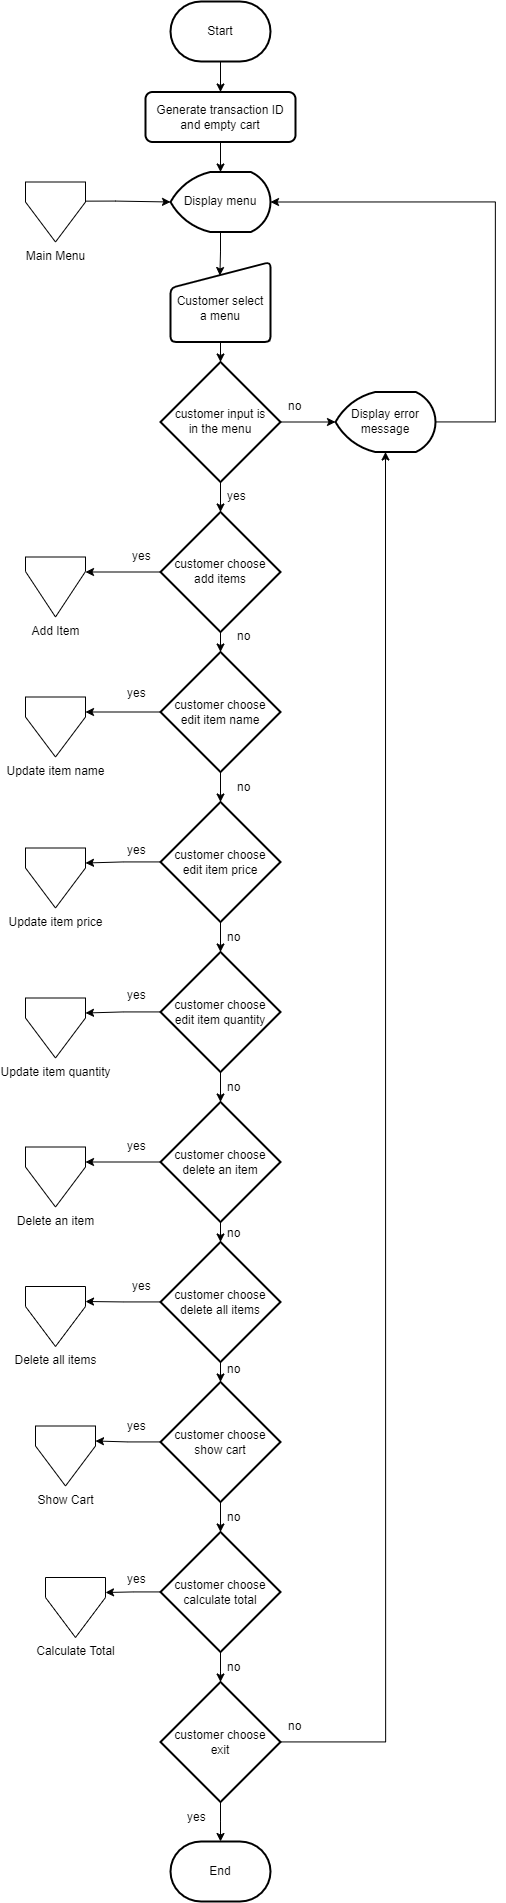 Start
Generate transaction ID
and empty cart
Display menu
Main Menu
Customer select
a menu
customer input is
in the menu
no
Display error
message
yes
customer choose
add items
yes
Add Item
no
customer choose
edit item name
yes
Update item name
no
customer choose
edit item price
yes
Update item price
no
customer choose
edit item quantity
yes
Update item quantity
no
customer choose
delete an item
yes
Delete an item
no
customer choose
delete all items
yes
Delete all items
no
customer choose
show cart
yes
Show Cart
no
customer choose
calculate total
yes
Calculate Total
no
customer choose
exit
no
yes
End